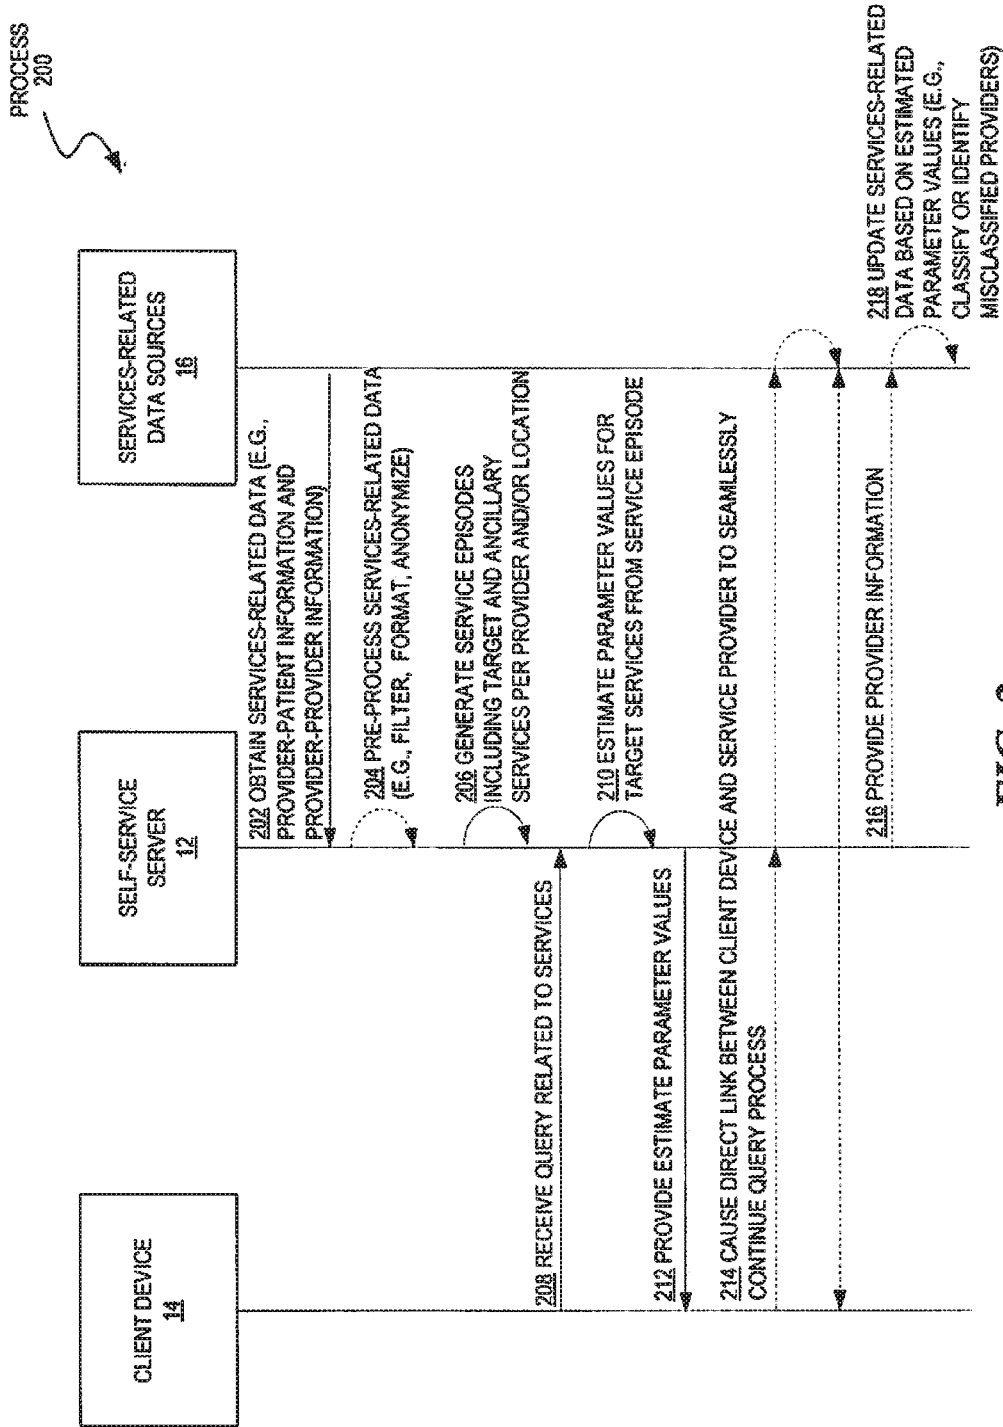 PROCESS
200
CLIENT DEVICE
14
SELF-SERVICE
SERVER
12
SERVICES-RELATED
DATA SOURCES
16
202 OBTAIN SERVICES-RELATED DATA (E.G.,
PROVIDER-PATIENT INFORMATION AND
PROVIDER-PROVIDER INFORMATION)
204 PRE-PROCESS SERVICES-RELATED DATA
(E.G., FILTER, FORMAT, ANONYMIZE)
206 GENERATE SERVICE EPISODES
INCLUDING TARGET AND ANCILLARY
SERVICES PER PROVIDER AND/OR LOCATION
208 RECEIVE QUERY RELATED TO SERVICES
210 ESTIMATE PARAMETER VALUES FOR
TARGET SERVICES FROM SERVICE EPISODE
212 PROVIDE ESTIMATE PARAMETER VALUES
214 CAUSE DIRECT LINK BETWEEN CLIENT DEVICE AND SERVICE PROVIDER TO SEAMLESSLY
CONTINUE QUERY PROCESS
216 PROVIDE PROVIDER INFORMATION
218 UPDATE SERVICES-RELATED
DATA BASED ON ESTIMATED
PARAMETER VALUES (E.G.,
CLASSIFY OR IDENTIFY
MISCLASSIFIED PROVIDERS)